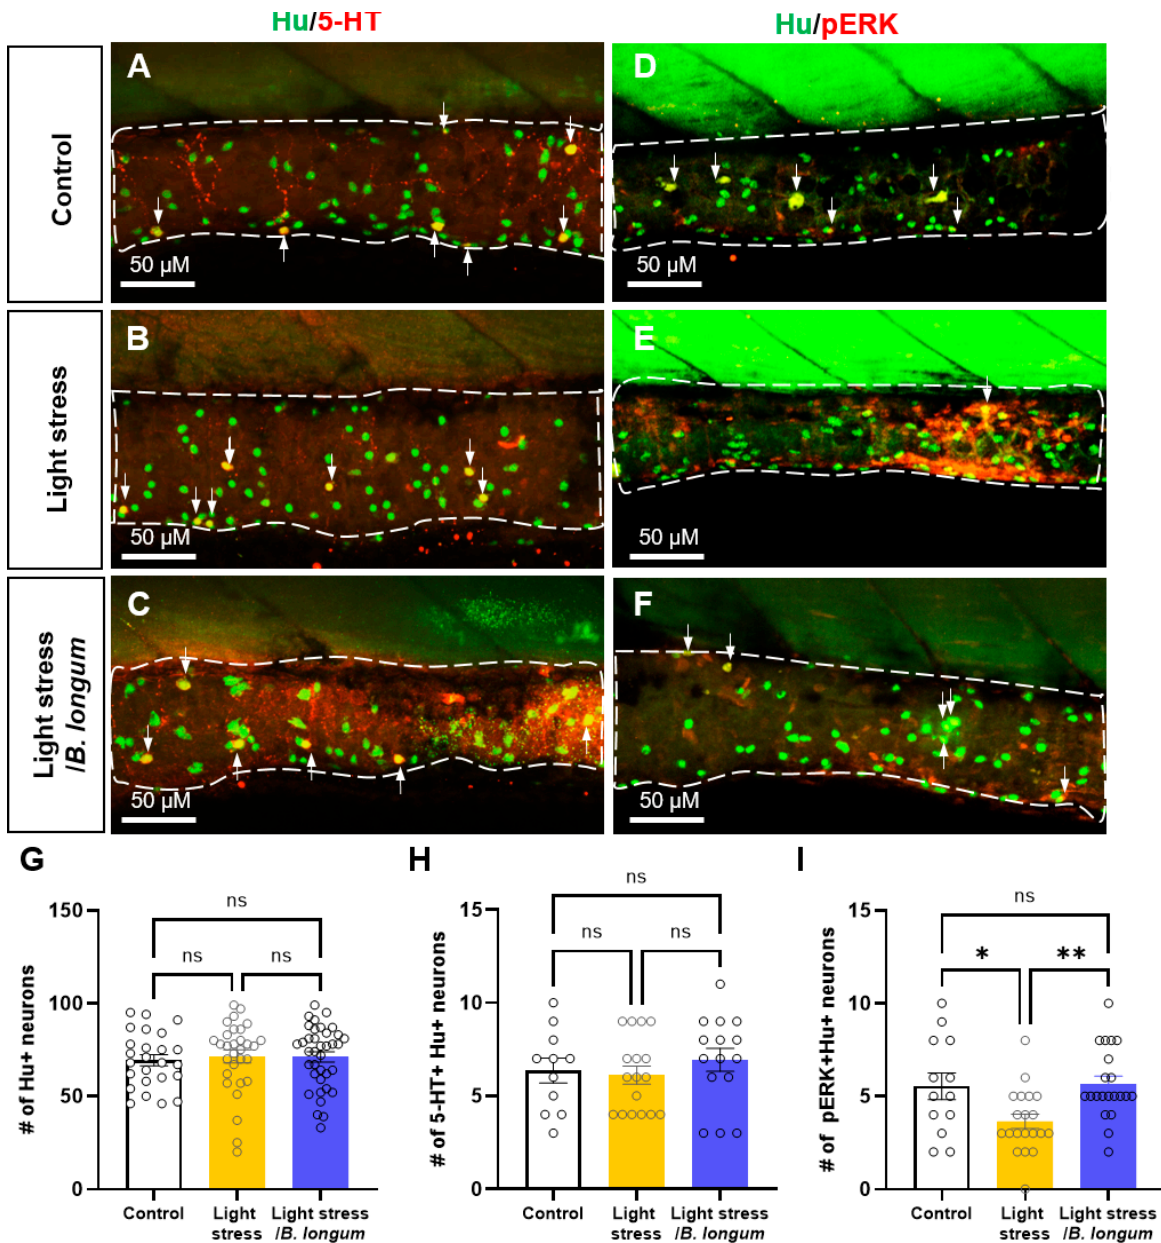 Hu/5-HT
Hu/pERK
Control
A
50 µM
D
50 µM
Light stress
B
50 µM
E
50 µM
Light stress
/B. longum
C
50 µM
F
50 µM
G
# of Hu+ neurons
150
100
50
0
ns
ns
ns
Control
Light
stress
Light stress
/B. longum
H
# of 5-HT+ Hu+ neurons
15
10
5
0
ns
ns
ns
Control
Light
stress
Light stress
/B. longum
I
# of pERK+Hu+ neurons
15
10
5
0
ns
*
**
Control
Light
stress
Light stress
/B. longum